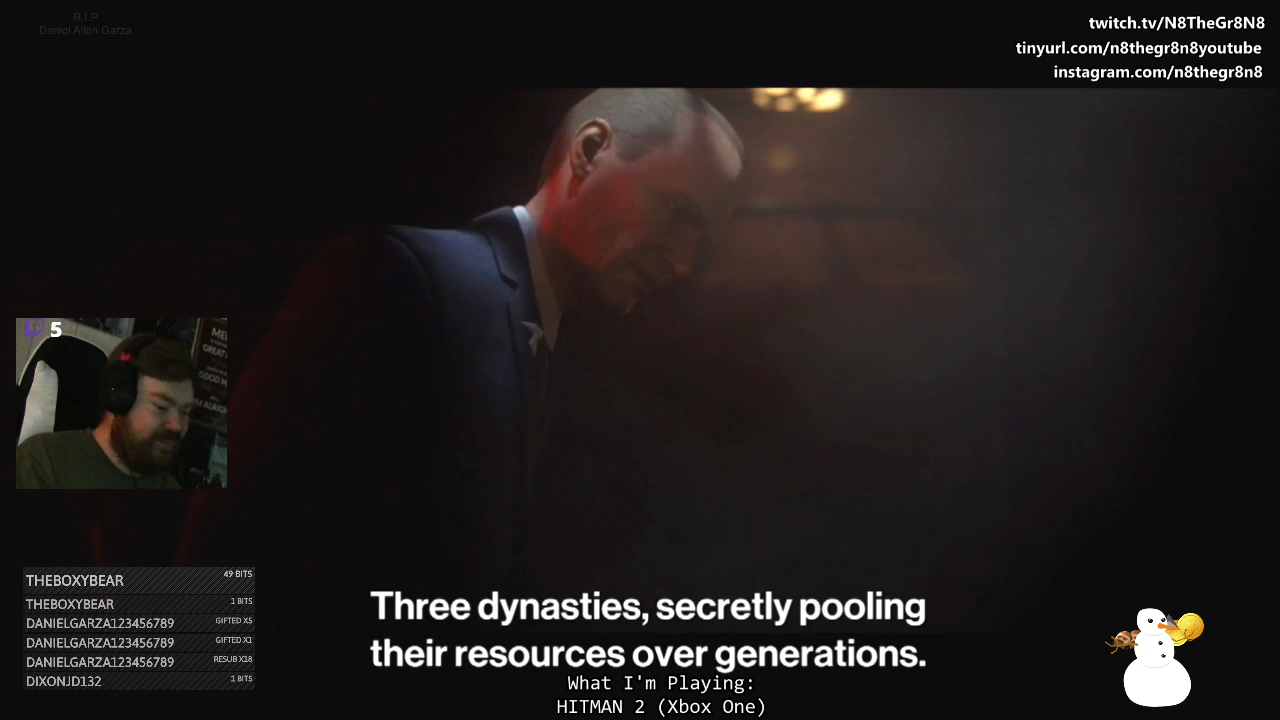 R.I.P
Daniel Allen Garza
twitch.tv/N8TheGr8N8
tinyurl.com/n8thegr8n8youtube
instagram.com/n8thegr8n8
5
GREAT
GOOD M
THEBOXYBEAR 49 BITS
THEBOXYBEAR 1 BITS
DANIELGARZA123456789 GIFTED X5
DANIELGARZA123456789 GIFTED X1
DANIELGARZA123456789 RESUB X18
DIXONJD132 1 BITS
Three dynasties, secretly pooling
their resources over generations.
What I'm Playing:
HITMAN 2 (Xbox One)